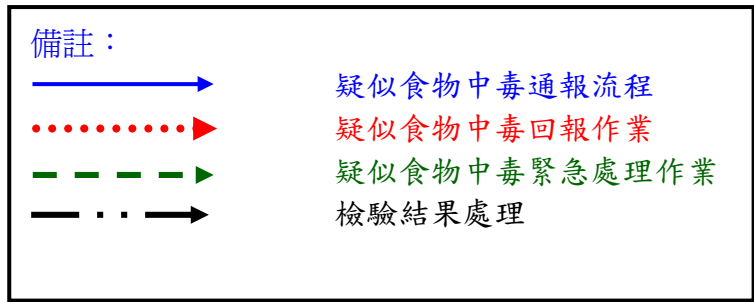 備註：
疑似食物中毒通報流程
疑似食物中毒回報作業
疑似食物中毒緊急處理作業
檢驗結果處理